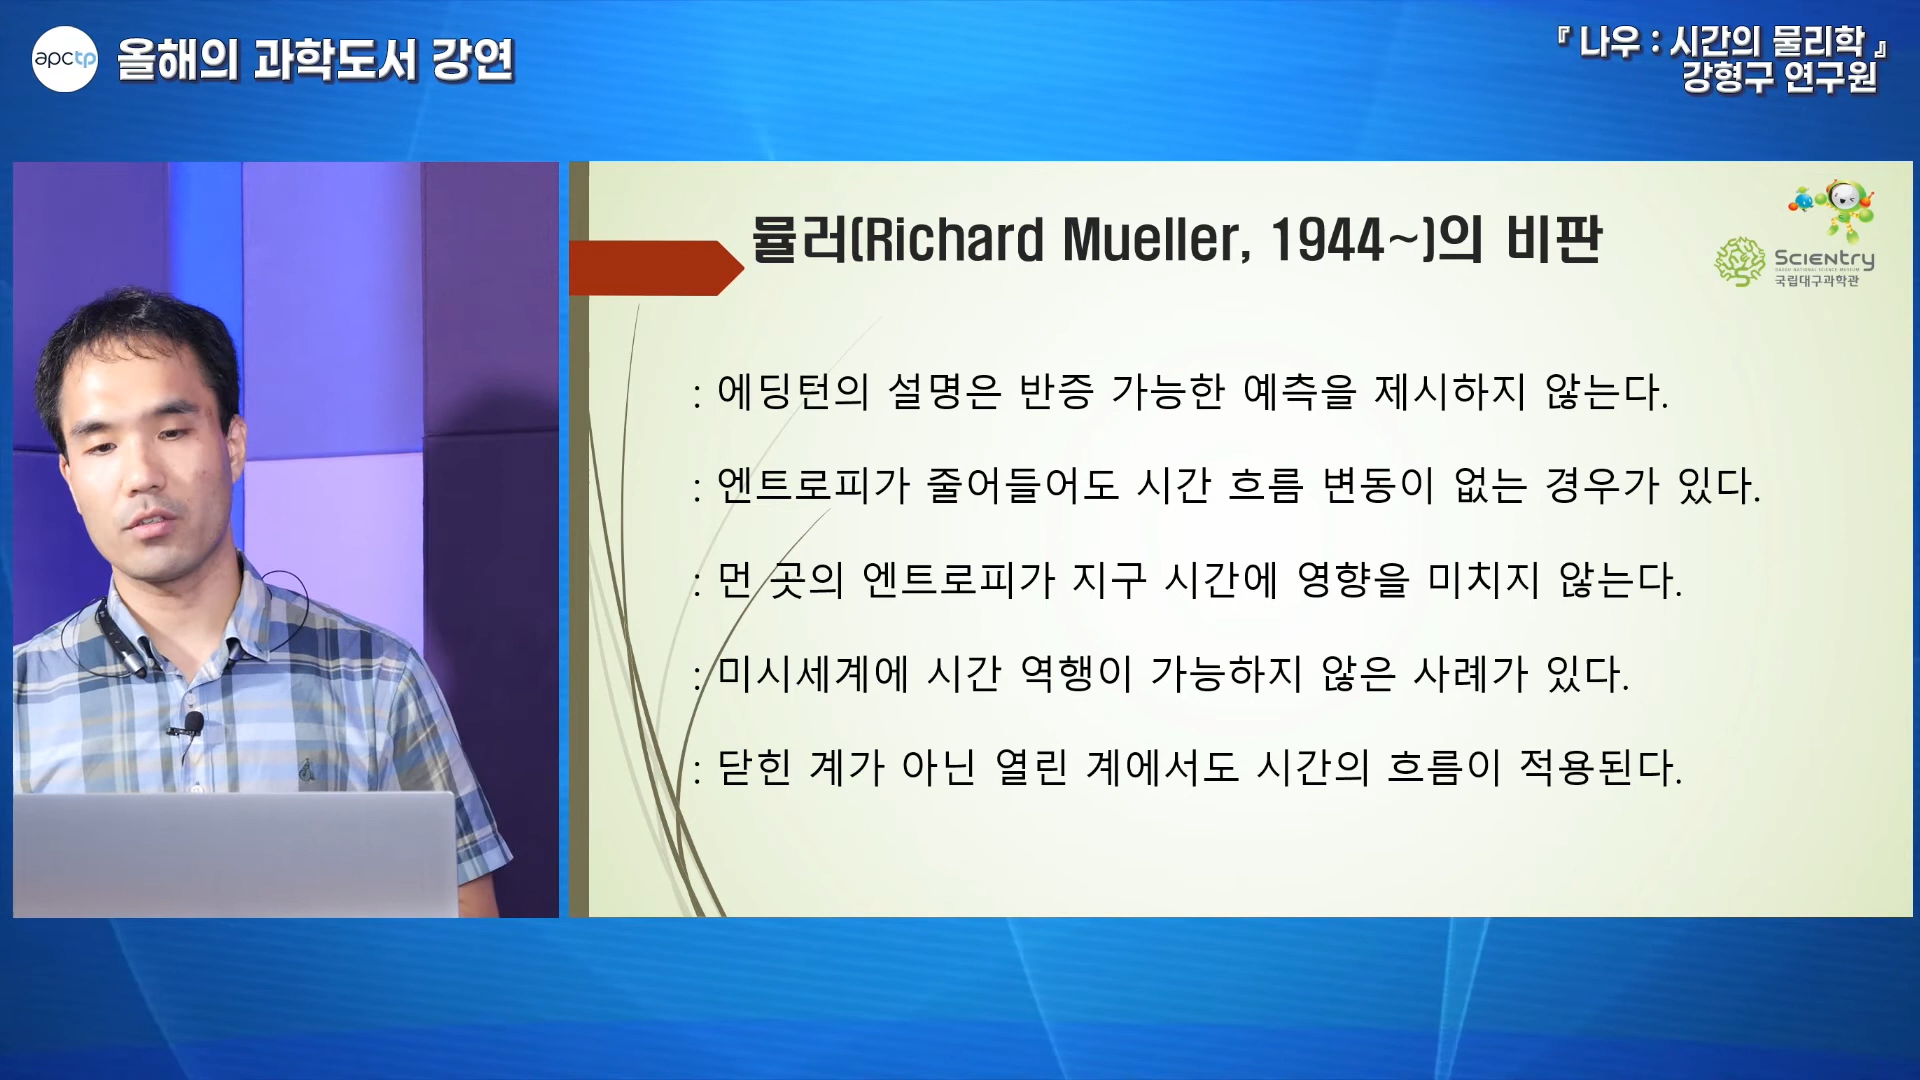 apctp
올해의 과학도서 강연
『 나우 : 시간의 물리학 』
강형구 연구원
뮬러(Richard Mueller, 1944~)의 비판
Scientry
국립대구과학관
: 에딩턴의 설명은 반증 가능한 예측을 제시하지 않는다.
: 엔트로피가 줄어들어도 시간 흐름 변동이 없는 경우가 있다.
: 먼 곳의 엔트로피가 지구 시간에 영향을 미치지 않는다.
: 미시세계에 시간 역행이 가능하지 않은 사례가 있다.
: 닫힌 계가 아닌 열린 계에서도 시간의 흐름이 적용된다.